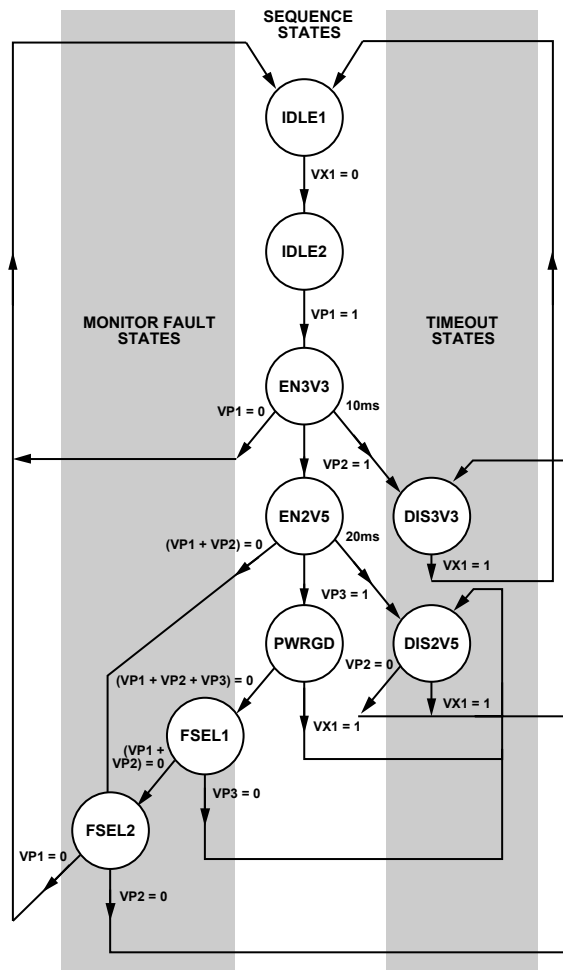 SEQUENCE
STATES
IDLE1
VX1 = 0
IDLE2
VP1 = 1
MONITOR FAULT
STATES
TIMEOUT
STATES
EN3V3
VP1 = 0
10ms
VP2 = 1
DIS3V3
EN2V5
(VP1 + VP2) = 0
20ms
VX1 = 1
VP3 = 1
PWRGD
DIS2V5
VP2 = 0
(VP1 + VP2 + VP3) = 0
VX1 = 1
VX1 = 1
FSEL1
(VP1 +
VP2) = 0
VP3 = 0
FSEL2
VP1 = 0
VP2 = 0